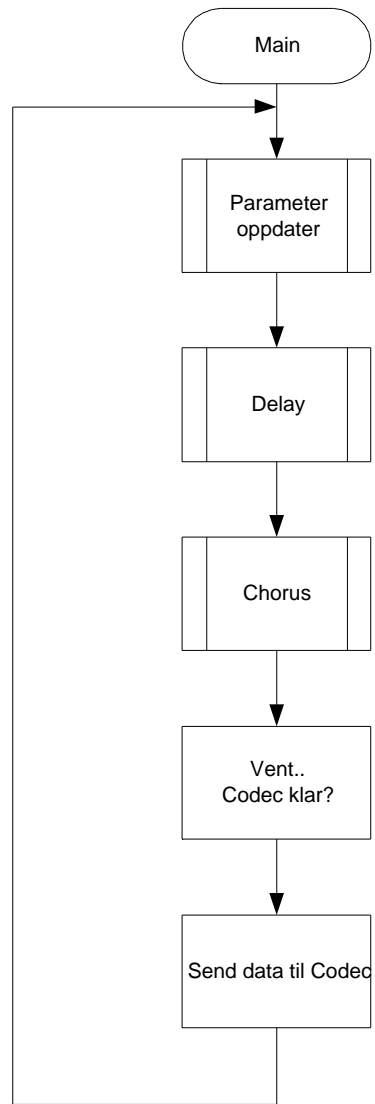 Main
Parameter
oppdater
Delay
Chorus
Vent..
Codec klar?
Send data til Codec